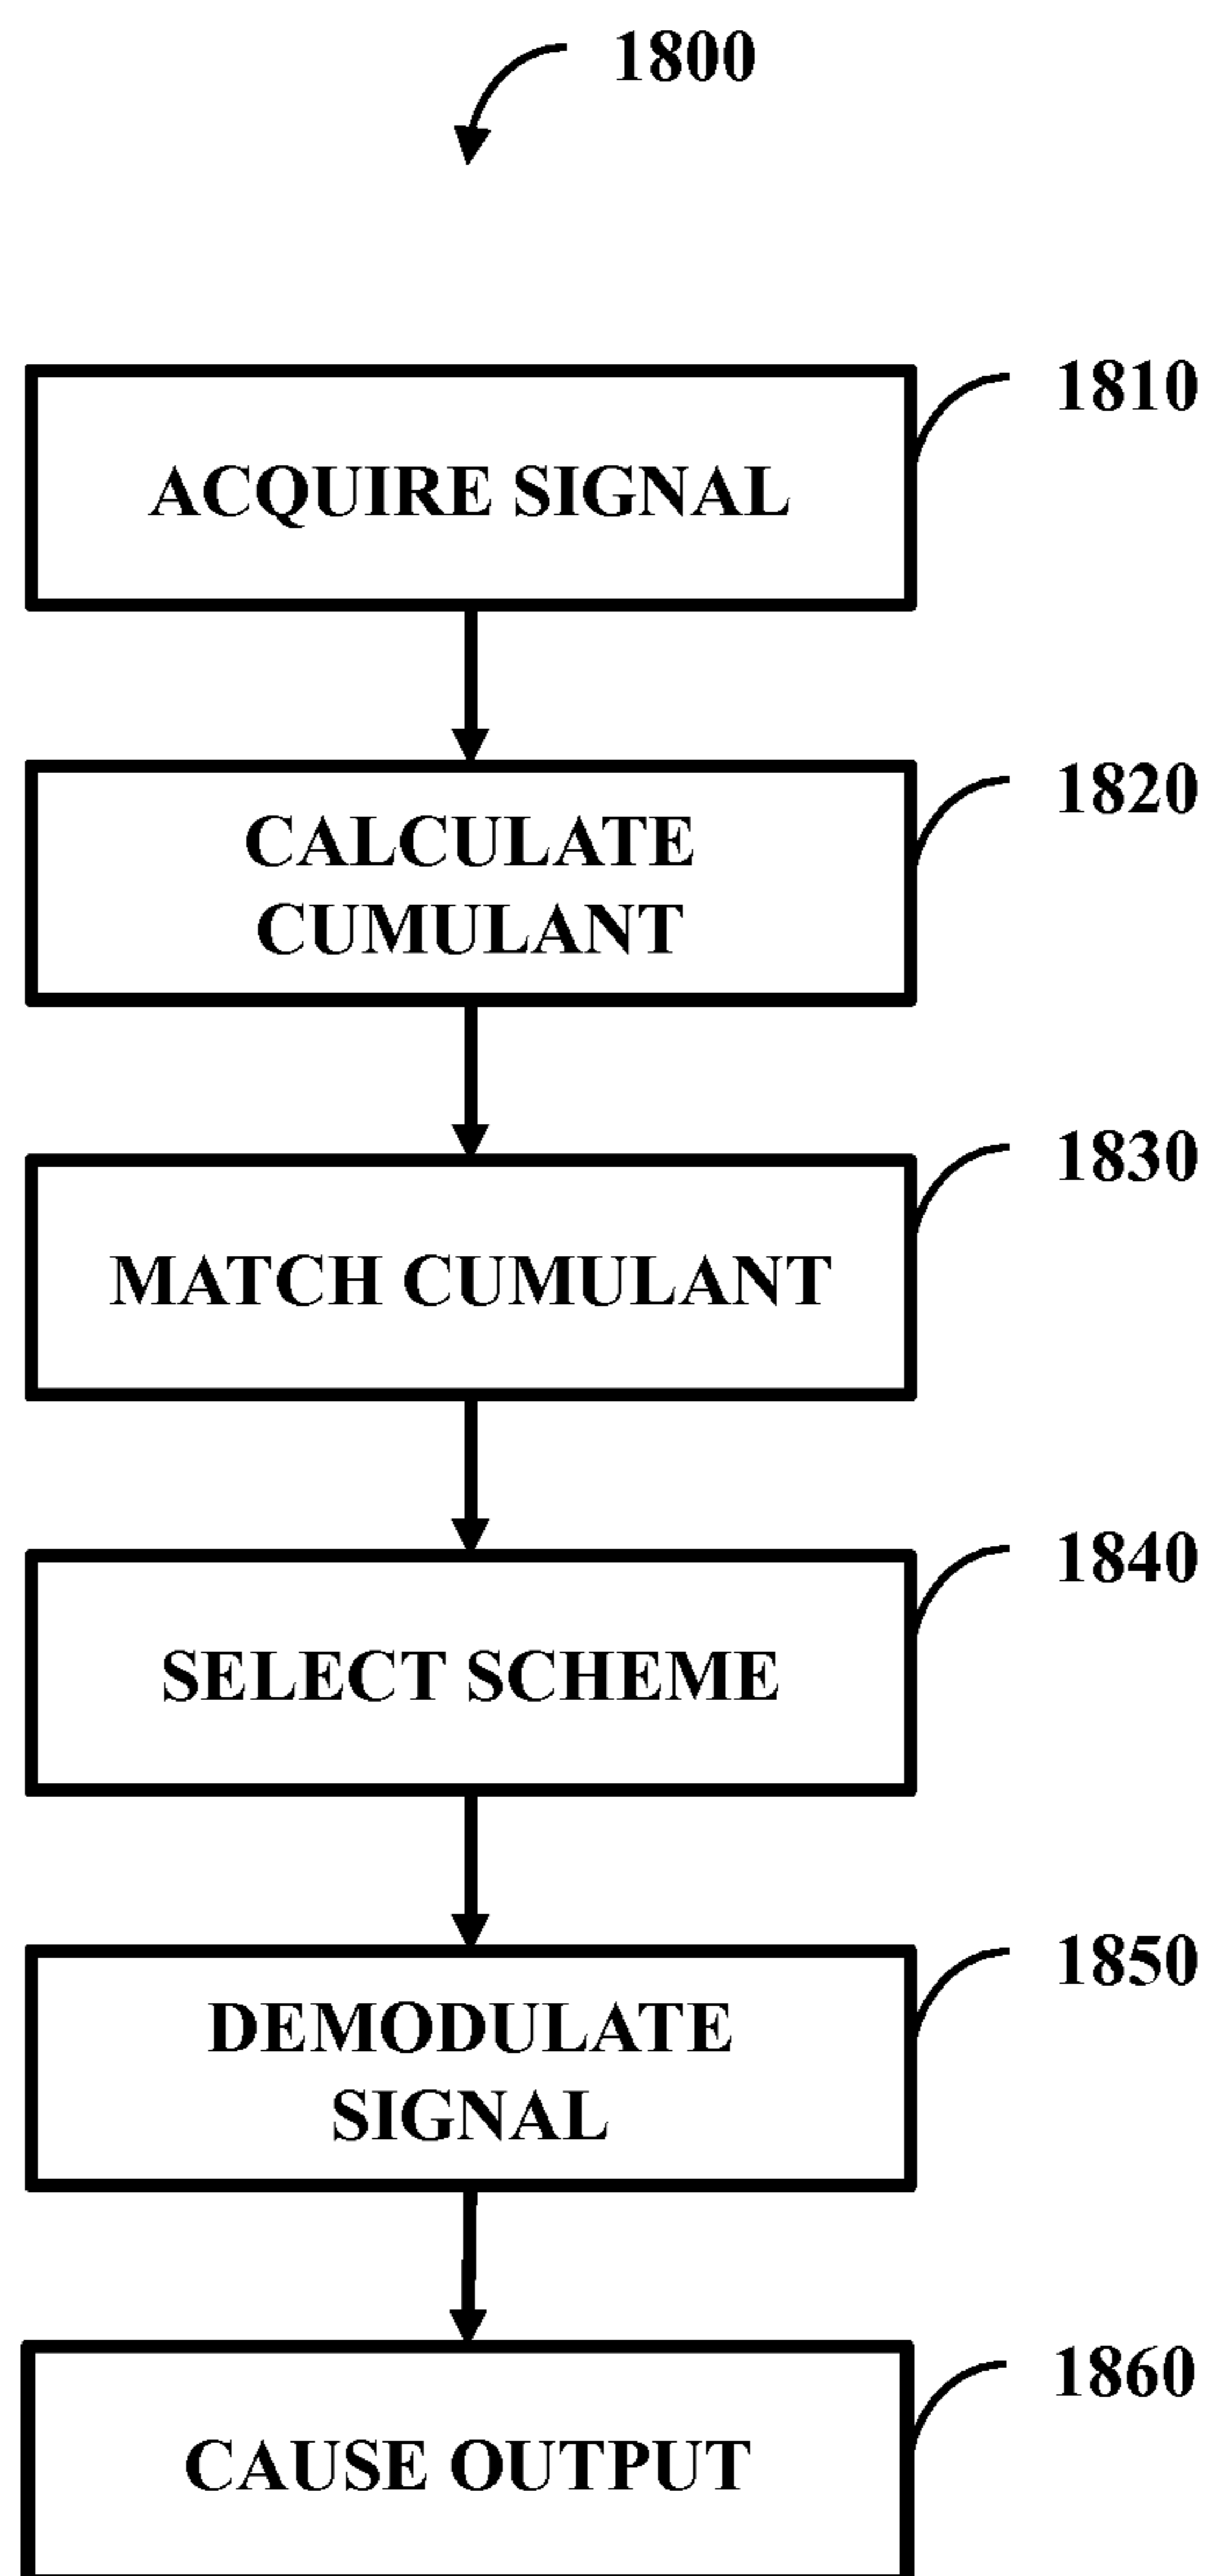 1800
1810
ACQUIRE SIGNAL
1820
CALCULATE
CUMULANT
1830
MATCH CUMULANT
1840
SELECT SCHEME
1850
DEMODULATE
SIGNAL
1860
CAUSE OUTPUT